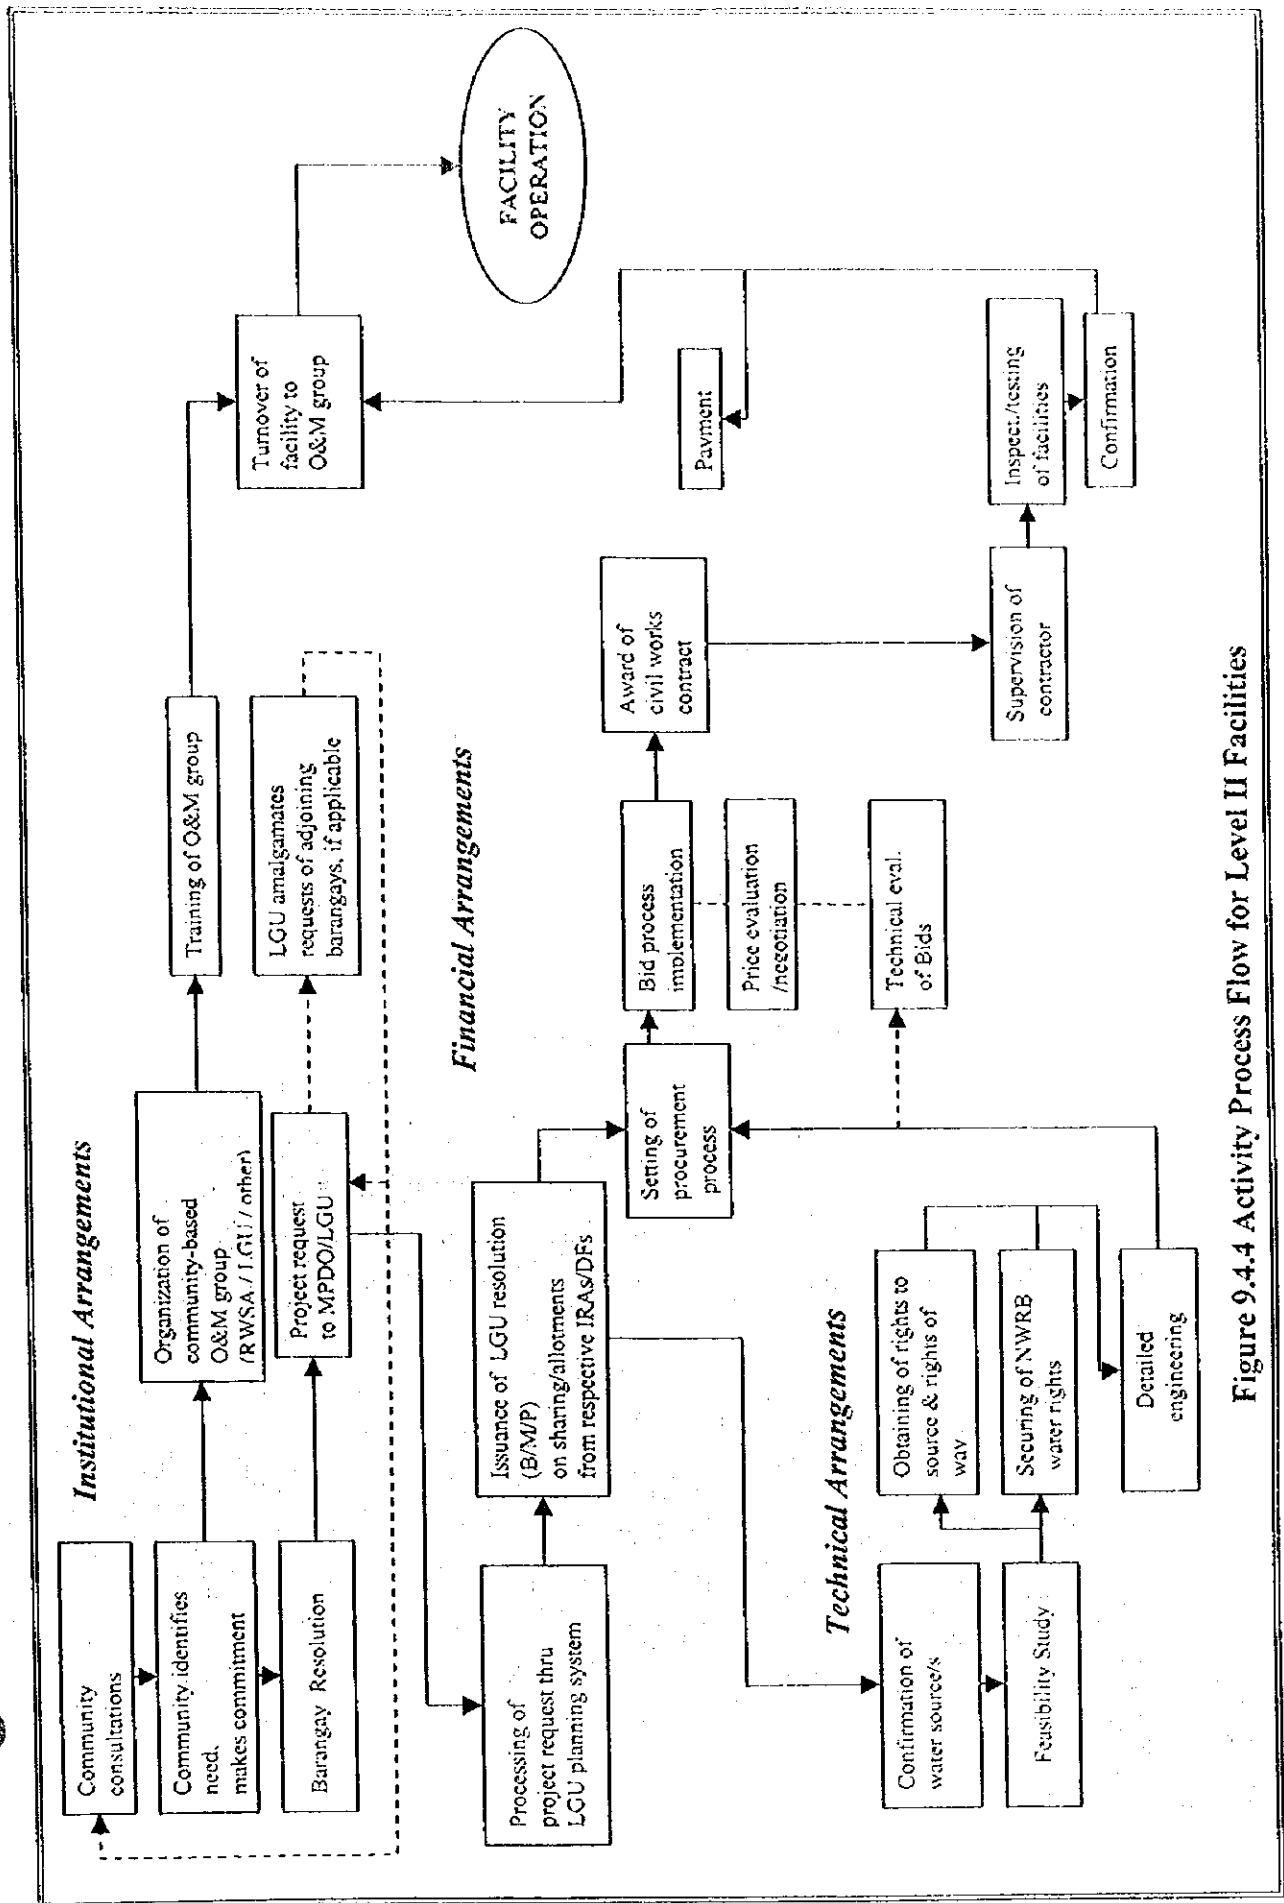 Institutional Arrangements
Community
consultations
Community identifies
need,
makes commitment
Barangay Resolution
Organization of
community-based
O&M group
(RWSA / LGU / other)
Project request
to MPDO/LGU
Training of O&M group
LGU amalgamates
requests of adjoining
barangays, if applicable
Turnover of
facility to
O&M group
FACILITY
OPERATION
Financial Arrangements
Processing of
project request thru
LGU planning system
Issuance of LGU resolution
(B/M/P)
on sharing/allotments
from respective IRAs/DFs
Setting of
procurement
process
Bid process
implementation
Price evaluation
/negotiation
Technical eval.
of Bids
Award of
civil works
contract
Payment
Technical Arrangements
Confirmation of
water source/s
Feasibility Study
Obtaining of rights to
source & rights of
way
Securing of NWRB
water rights
Detailed
engineering
Supervision of
contractor
Inspect./testing
of facilities
Confirmation
Figure 9.4.4 Activity Process Flow for Level II Facilities